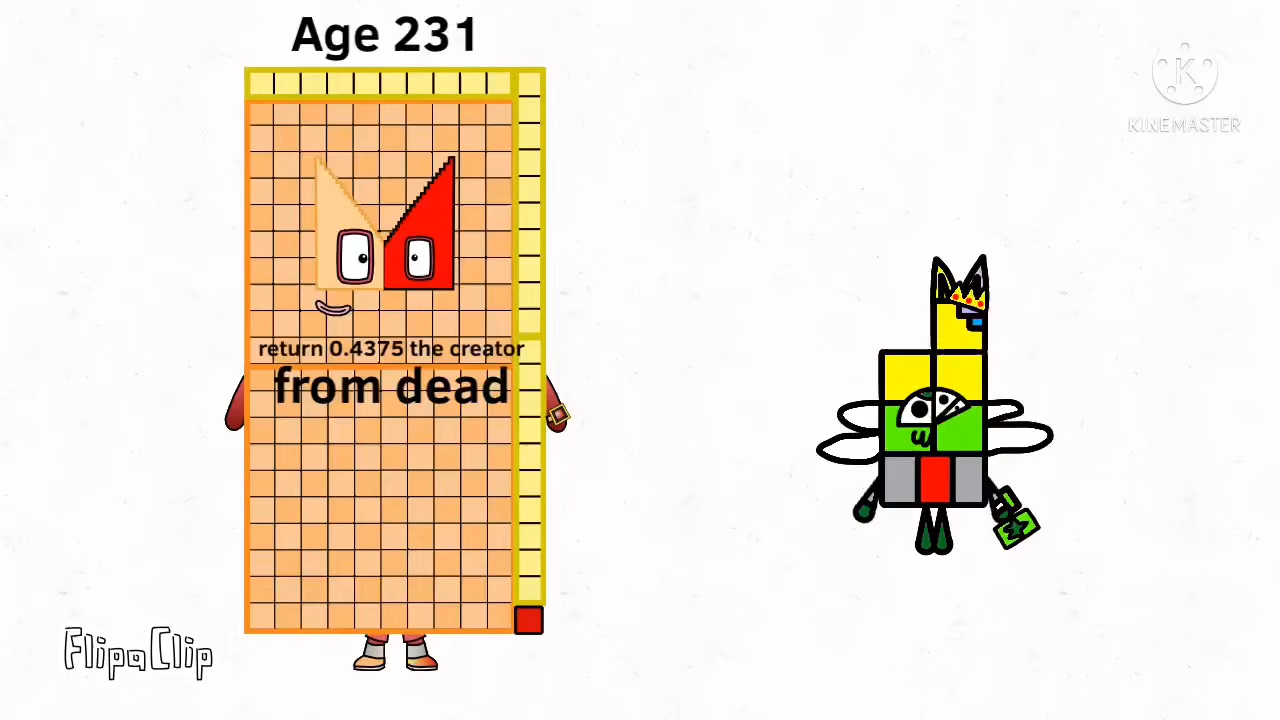 Age 231
KINEMASTER
return 0.4375 the creator
from dead
FlipaClip